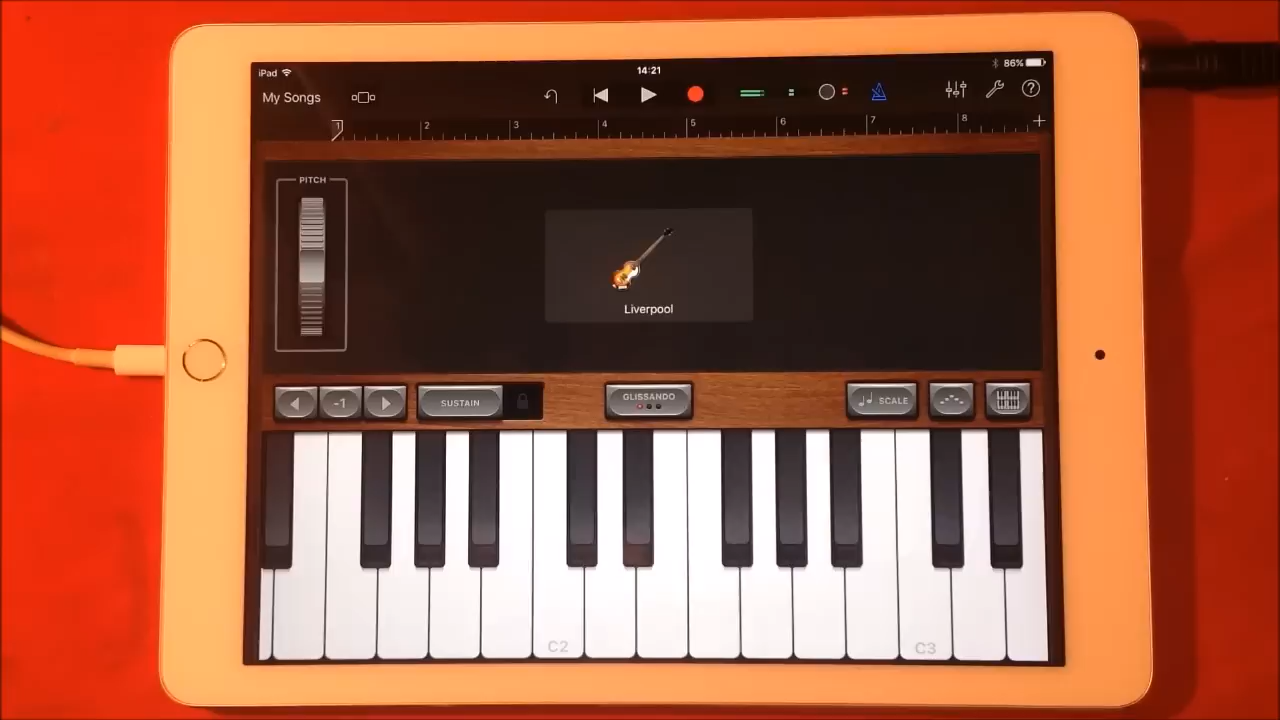 iPad 14:21 86%
My Songs ?
1 2 3 4 5 6 7 8 +
PITCH
Liverpool
-1 SUSTAIN GLISSANDO SCALE
C2 C3